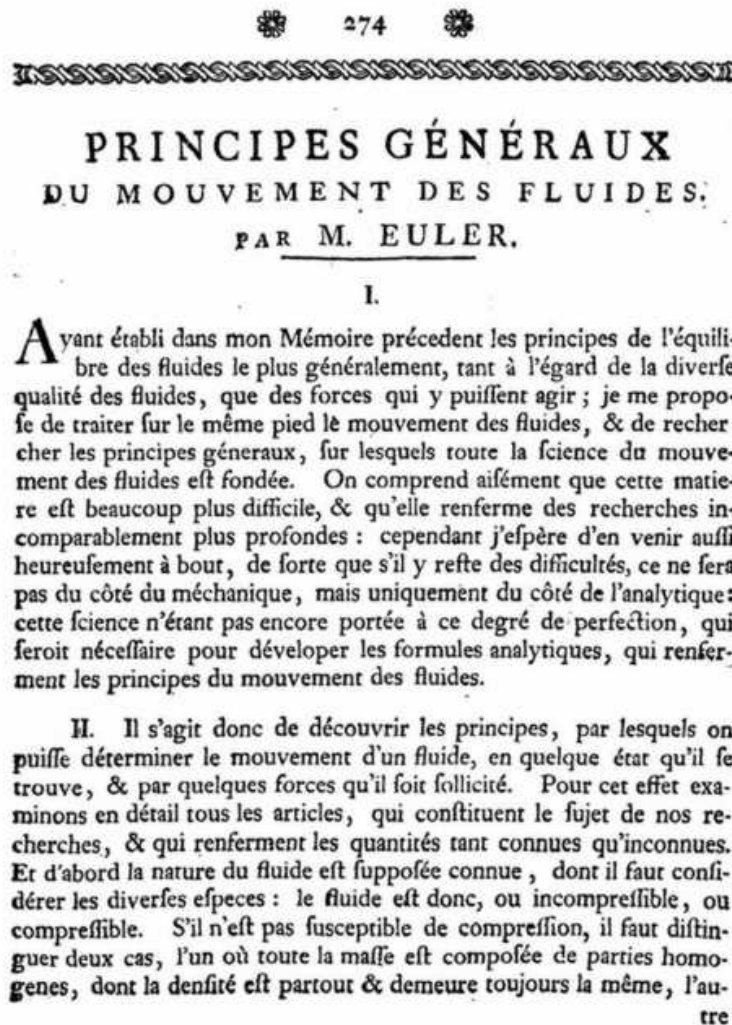 274
PRINCIPES GÉNÉRAUX
DU MOUVEMENT DES FLUIDES.
PAR M. EULER.
I.
Ayant établi dans mon Mémoire précedent les principes de l'équili-
bre des fluides le plus généralement, tant à l'égard de la diverſe
qualité des fluides, que des forces qui y puiſſent agir; je me propo-
ſe de traiter ſur le même pied le mouvement des fluides, & de recher
cher les principes géneraux, ſur lesquels toute la ſcience du mouve-
ment des fluides eſt fondée. On comprend aiſément que cette matie-
re eſt beaucoup plus difficile, & qu'elle renferme des recherches in-
comparablement plus profondes: cependant j'eſpère d'en venir auſſi
heureuſement à bout, de ſorte que s'il y reſte des difficultés, ce ne ſera
pas du côté du méchanique, mais uniquement du côté de l'analytique:
cette ſcience n'étant pas encore portée à ce degré de perfection, qui
ſeroit néceſſaire pour déveloper les formules analytiques, qui renfer-
ment les principes du mouvement des fluides.
II. Il s'agit donc de découvrir les principes, par lesquels on
puiſſe déterminer le mouvement d'un fluide, en quelque état qu'il ſe
trouve, & par quelques forces qu'il ſoit ſollicité. Pour cet effet exa-
minons en détail tous les articles, qui conſtituent le ſujet de nos re-
cherches, & qui renferment les quantités tant connues qu'inconnues.
Et d'abord la nature du fluide eſt ſuppoſée connue, dont il faut conſi-
dérer les diverſes eſpeces: le fluide eſt donc, ou incompreſſible, ou
compreſſible. S'il n'eſt pas ſusceptible de compreſſion, il faut diſtin-
guer deux cas, l'un où toute la maſſe eſt compoſée de parties homo-
genes, dont la denſité eſt partout & demeure toujours la même, l'au-
tre